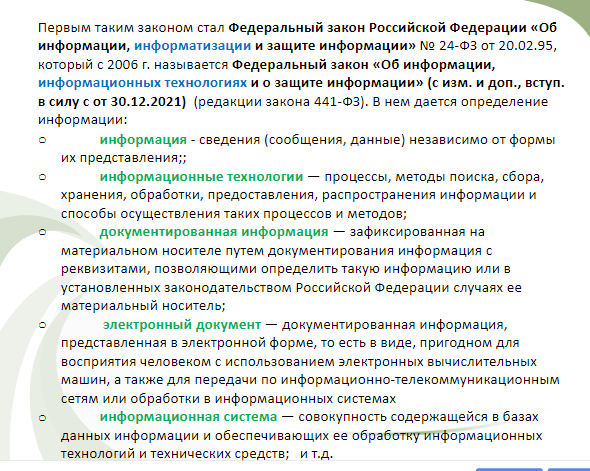 Первым таким законом стал Федеральный закон Российской Федерации «Об
информации, информатизации и защите информации» № 24-ФЗ от 20.02.95,
который с 2006 г. называется Федеральный закон «Об информации,
информационных технологиях и о защите информации» (с изм. и доп., вступ.
в силу с от 30.12.2021) (редакции закона 441-ФЗ). В нем дается определение
информации:
○ информация - сведения (сообщения, данные) независимо от формы
их представления;;
○ информационные технологии — процессы, методы поиска, сбора,
хранения, обработки, предоставления, распространения информации и
способы осуществления таких процессов и методов;
○ документированная информация — зафиксированная на
материальном носителе путем документирования информация с
реквизитами, позволяющими определить такую информацию или в
установленных законодательством Российской Федерации случаях ее
материальный носитель;
○ электронный документ — документированная информация,
представленная в электронной форме, то есть в виде, пригодном для
восприятия человеком с использованием электронных вычислительных
машин, а также для передачи по информационно-телекоммуникационным
сетям или обработки в информационных системах
○ информационная система — совокупность содержащейся в базах
данных информации и обеспечивающих ее обработку информационных
технологий и технических средств; и т.д.